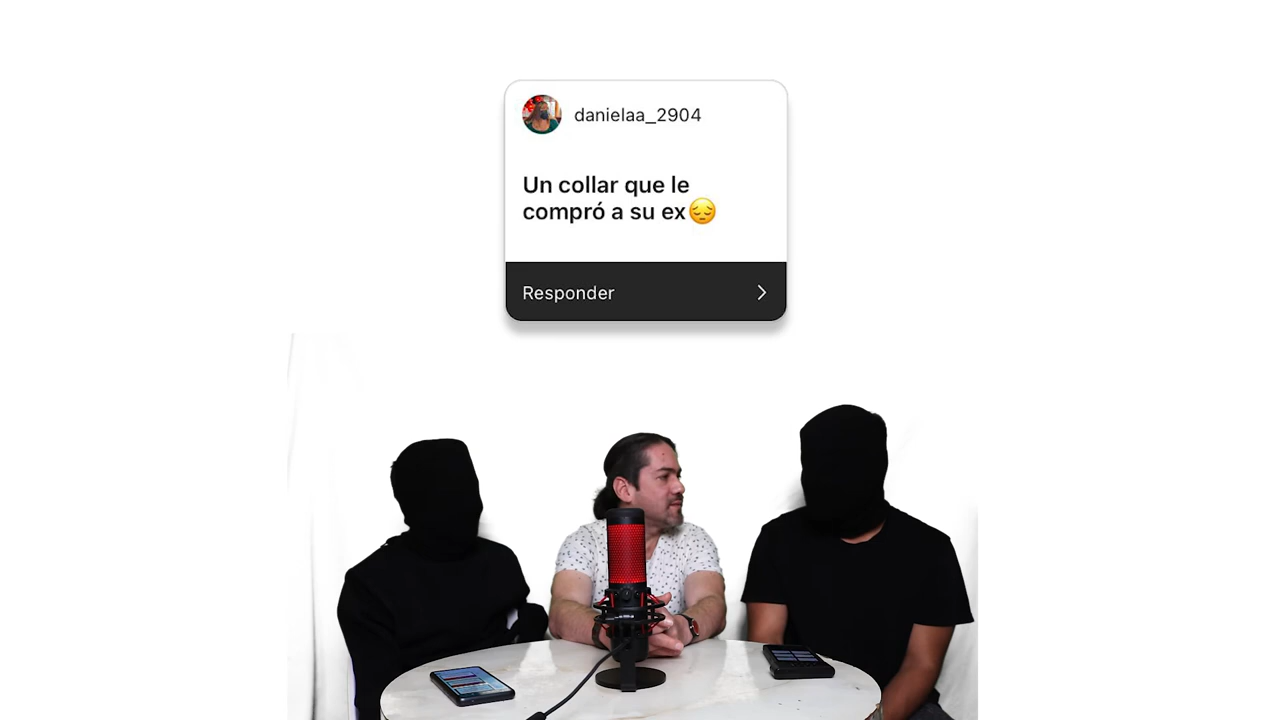 danielaa_2904
Un collar que le
compró a su ex😔
Responder